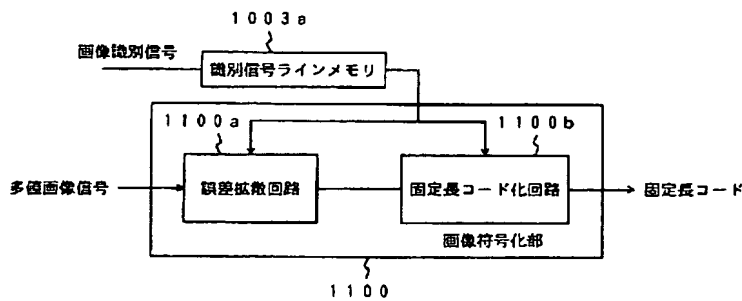 1003a
画像識別信号
識別信号ラインメモリ
1100a
1100b
多値画像信号
誤差拡散回路
固定長コード化回路
固定長コード
画像符号化部
1100